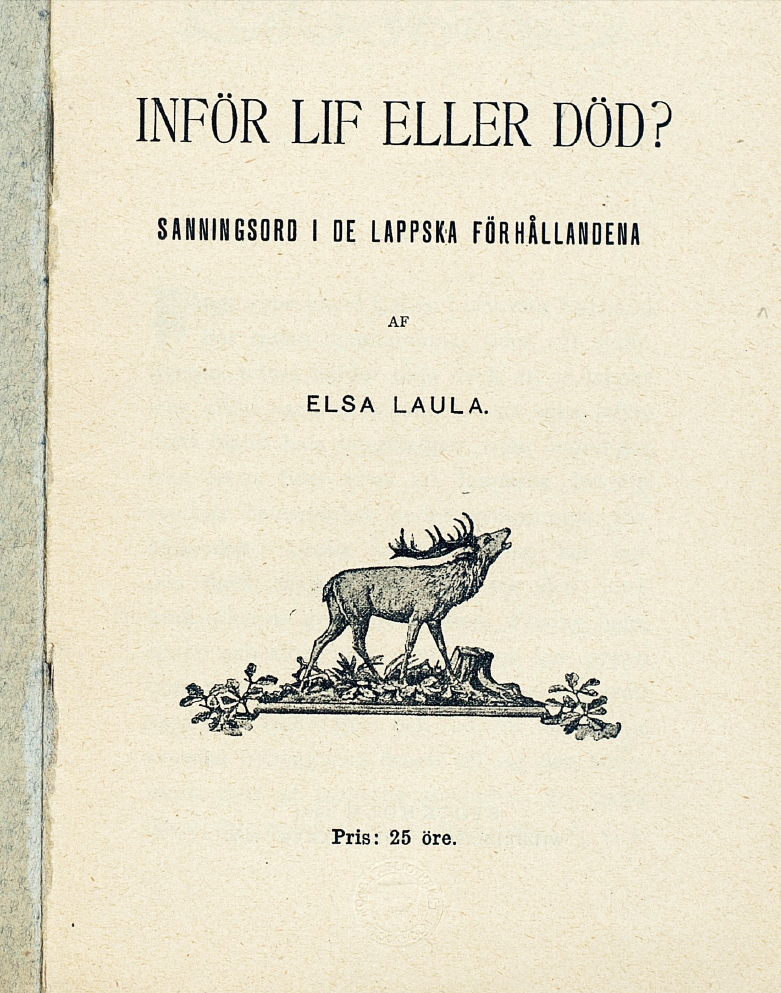 INFÖR LIF ELLER DÖD?
SANNINGSORD I DE LAPPSKA FÖRHÅLLANDENA
AF
ELSA LAULA.
Pris: 25 öre.